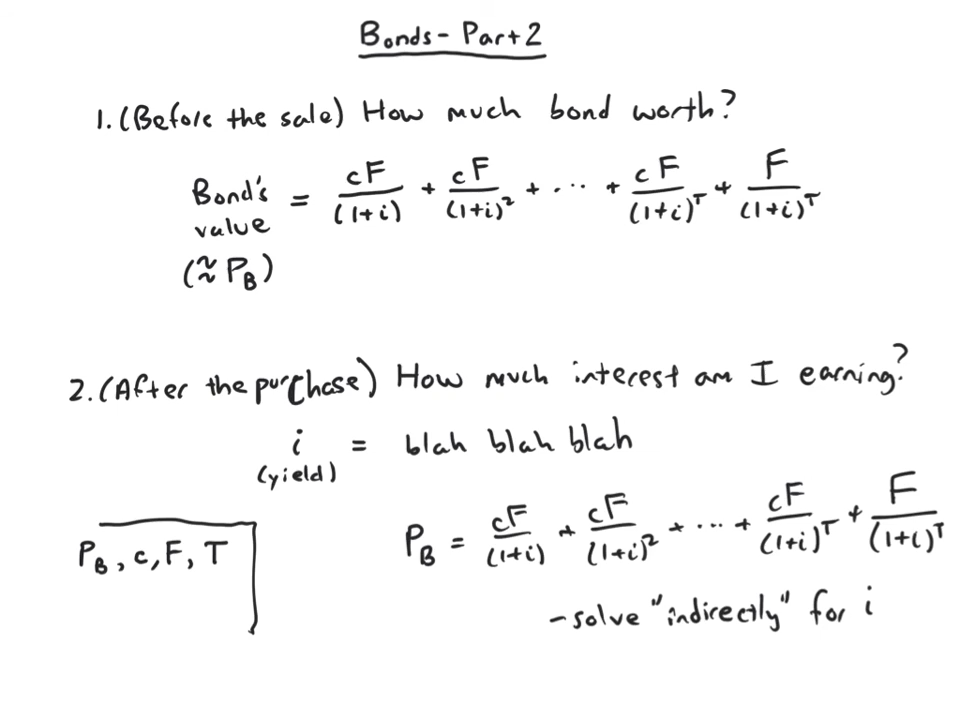 Bonds - Part 2
1. (Before the sale) How much bond worth?
Bond's value (≈ P_B) = cF/(1+i) + cF/(1+i)^2 + ... + cF/(1+i)^T + F/(1+i)^T
2. (After the purchase) How much interest am I earning?
i (yield) = blah blah blah
P_B, c, F, T
P_B = cF/(1+i) + cF/(1+i)^2 + ... + cF/(1+i)^T + F/(1+i)^T
- solve "indirectly" for i